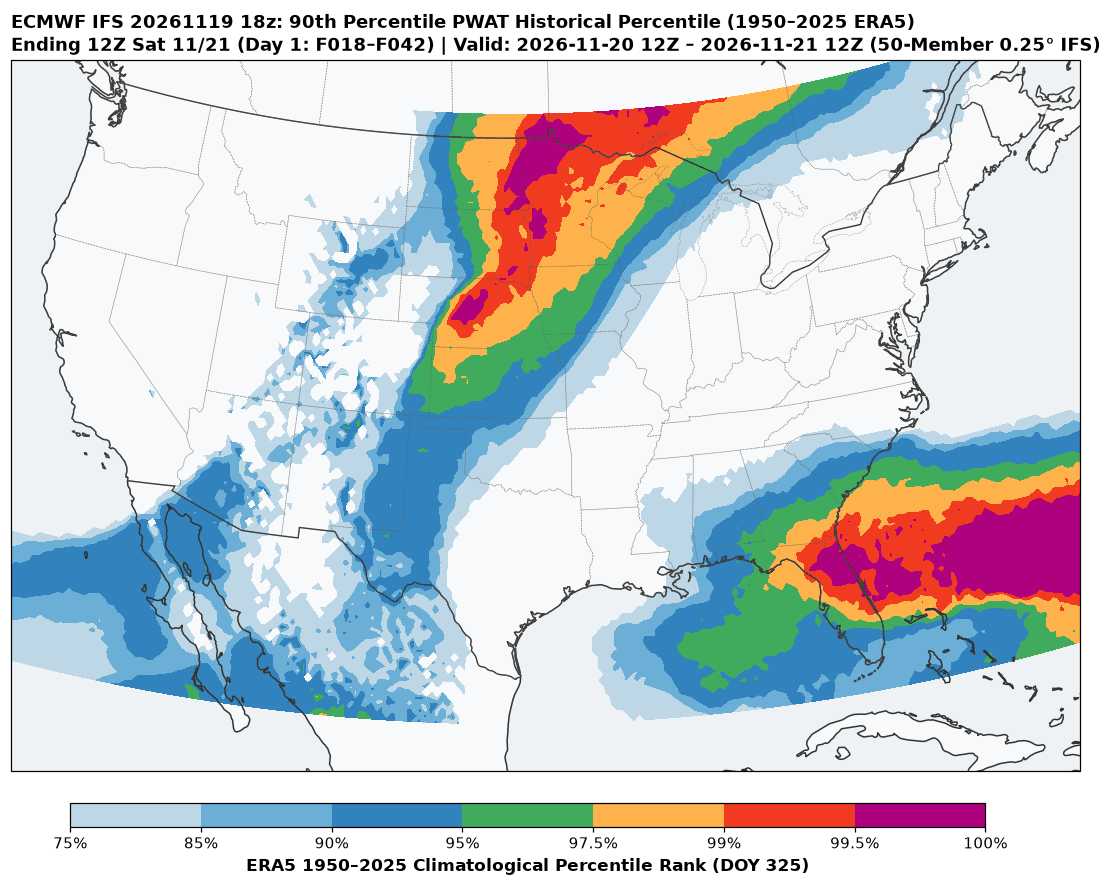 ECMWF IFS 20261119 18z: 90th Percentile PWAT Historical Percentile (1950–2025 ERA5)
Ending 12Z Sat 11/21 (Day 1: F018–F042) | Valid: 2026-11-20 12Z – 2026-11-21 12Z (50-Member 0.25° IFS)
75% 85% 90% 95% 97.5% 99% 99.5% 100%
ERA5 1950–2025 Climatological Percentile Rank (DOY 325)